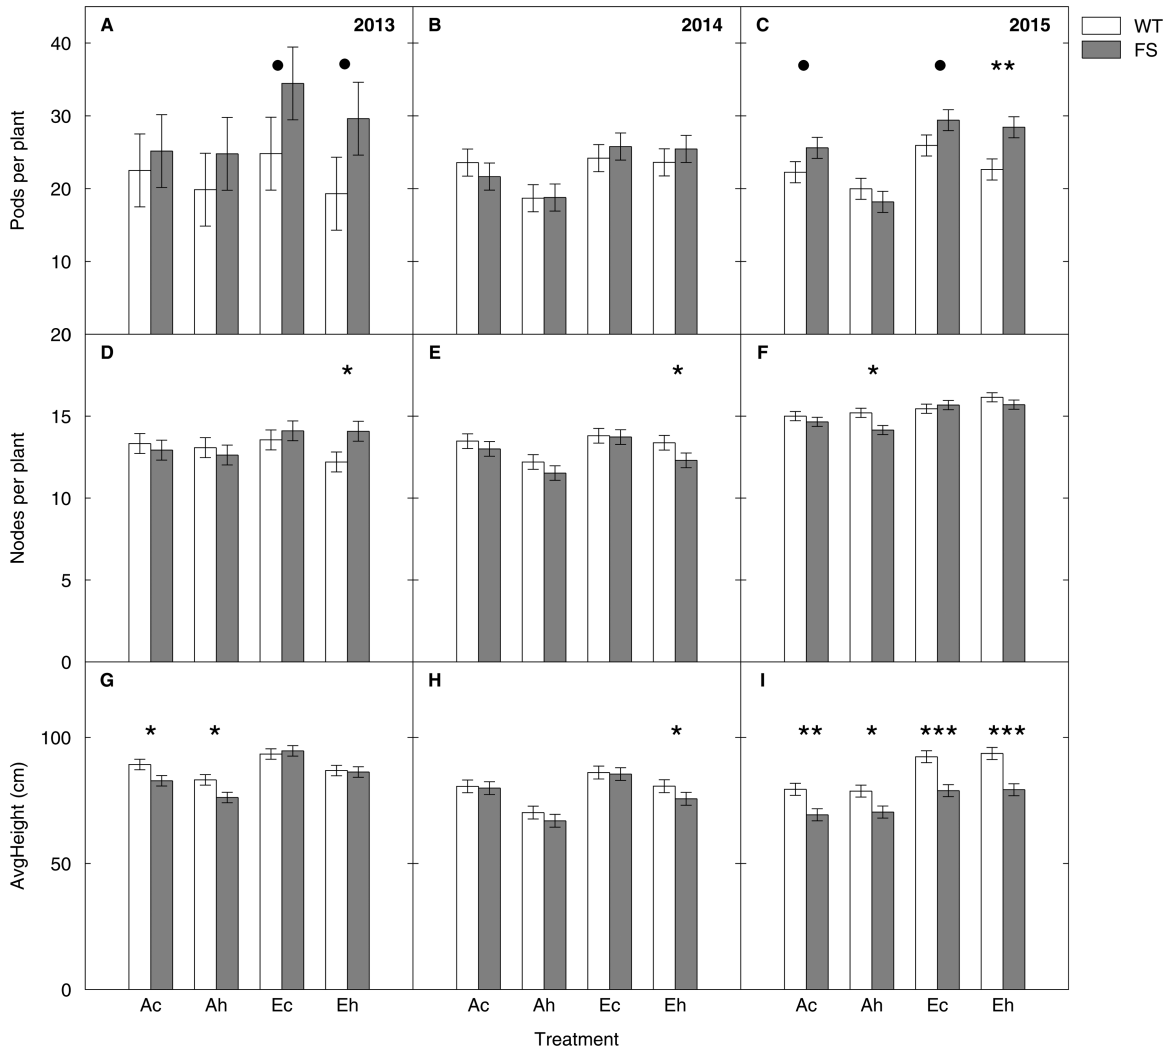 A 2013 B 2014 C 2015
WT
FS
40
30
20
10
20
Pods per plant
● ● ● ● **
D E F
15
10
5
0
Nodes per plant
* * *
G H I
100
50
0
AvgHeight (cm)
* * * ** * *** ***
Ac Ah Ec Eh Ac Ah Ec Eh Ac Ah Ec Eh
Treatment